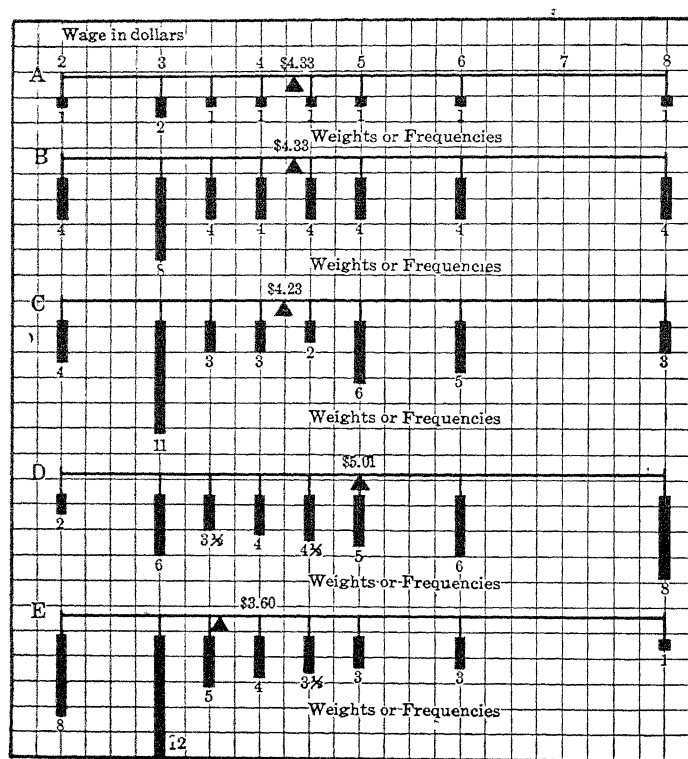 Wage in dollars
2 3 4 $4.33 5 6 7 8
A
1 2 1 1 1 1 1 1
Weights or Frequencies
B $4.33
4 8 4 4 4 4 4 4
Weights or Frequencies
$4.23
C
4 11 3 3 2 6 5 3
Weights or Frequencies
D $5.01
2 6 3½ 4 4½ 5 6 8
Weights or Frequencies
E $3.60
8 12 5 4 3½ 3 3 1
Weights or Frequencies